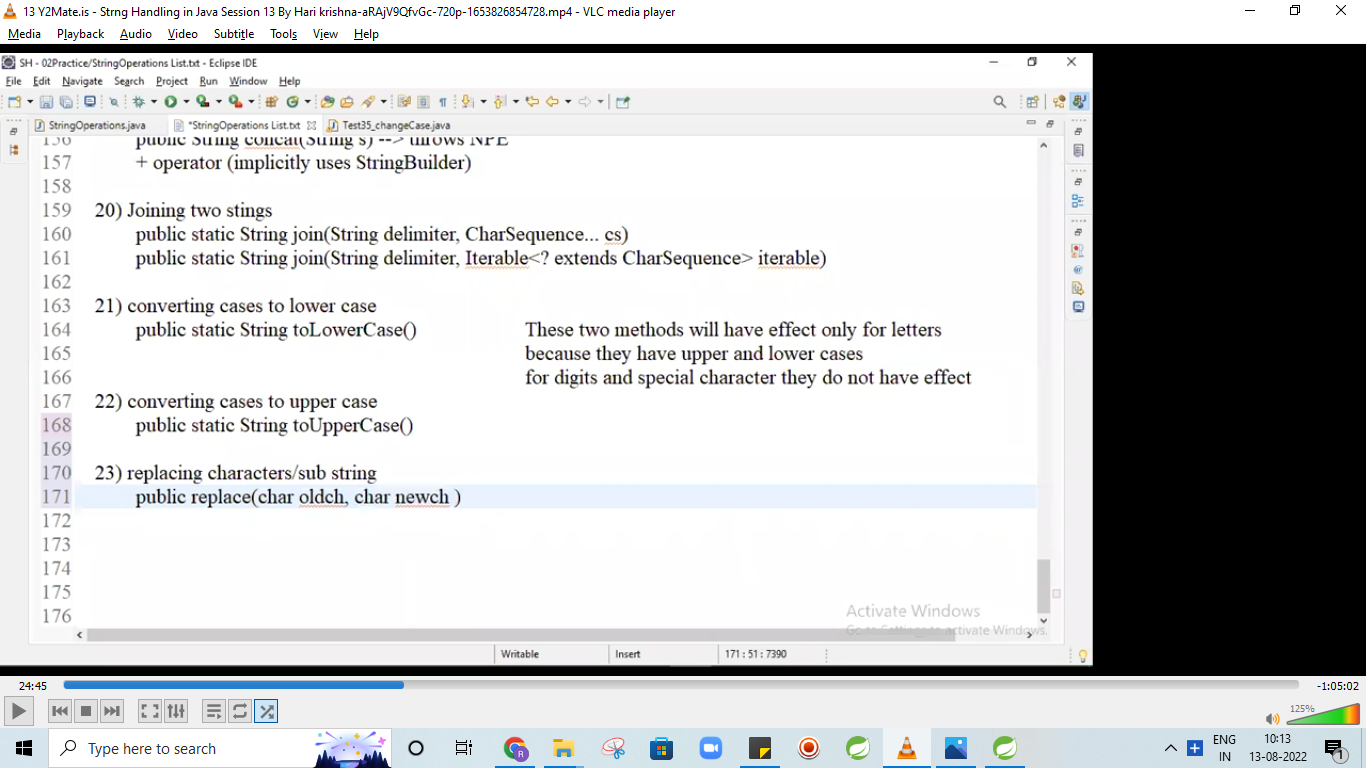 13 Y2Mate.is - Strng Handling in Java Session 13 By Hari krishna-aRAjV9QfvGc-720p-1653826854728.mp4 - VLC media player
Media Playback Audio Video Subtitle Tools View Help
SH - 02Practice/StringOperations List.txt - Eclipse IDE
File Edit Navigate Search Project Run Window Help
StringOperations.java *StringOperations List.txt Test35_changeCase.java
156 public String concat(String s) --> throws NPE
157 + operator (implicitly uses StringBuilder)
158
159 20) Joining two stings
160 public static String join(String delimiter, CharSequence... cs)
161 public static String join(String delimiter, Iterable<? extends CharSequence> iterable)
162
163 21) converting cases to lower case
164 public static String toLowerCase() These two methods will have effect only for letters
165 because they have upper and lower cases
166 for digits and special character they do not have effect
167 22) converting cases to upper case
168 public static String toUpperCase()
169
170 23) replacing characters/sub string
171 public replace(char oldch, char newch )
172
173
174
175
176
Activate Windows
Go to Settings to activate Windows.
Writable Insert 171 : 51 : 7390
24:45 -1:05:02
125%
Type here to search
R
ENG
IN
10:13
13-08-2022
1